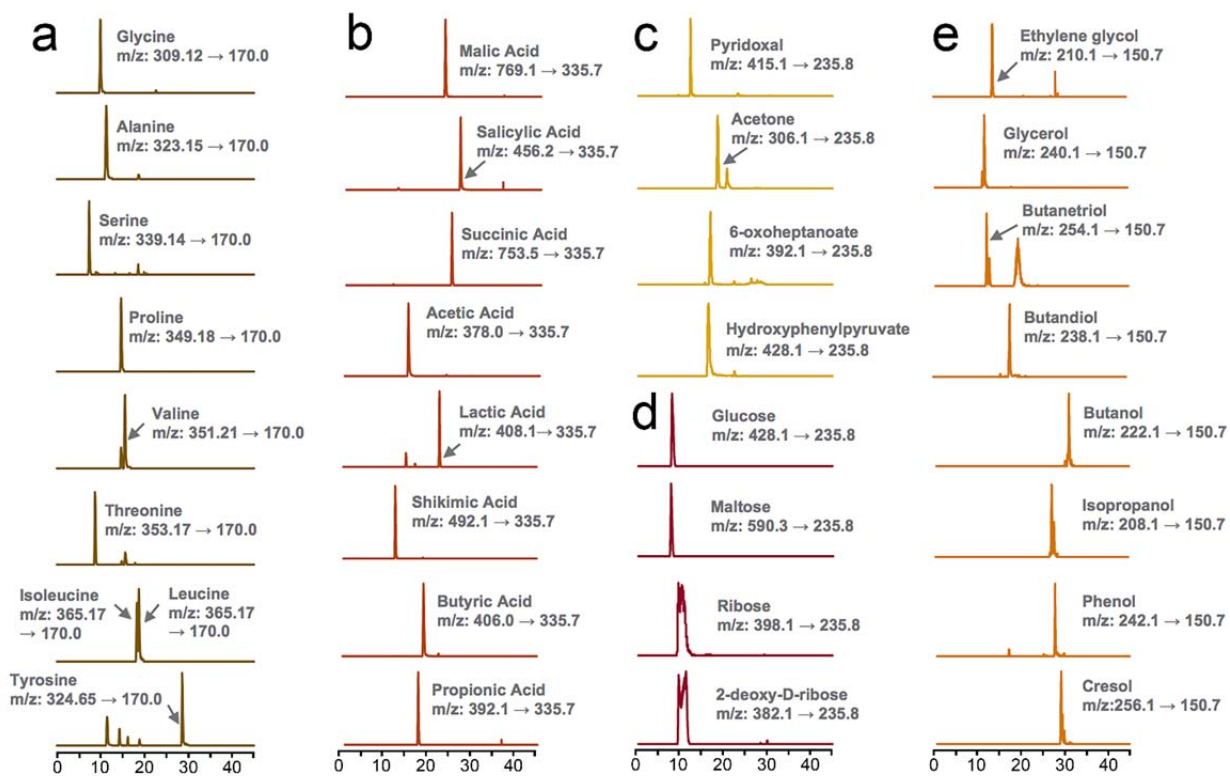 a
Glycine
m/z: 309.12 → 170.0
Alanine
m/z: 323.15 → 170.0
Serine
m/z: 339.14 → 170.0
Proline
m/z: 349.18 → 170.0
Valine
m/z: 351.21 → 170.0
Threonine
m/z: 353.17 → 170.0
Isoleucine
m/z: 365.17
→ 170.0
Leucine
m/z: 365.17
→ 170.0
Tyrosine
m/z: 324.65 → 170.0
0 10 20 30 40
b
Malic Acid
m/z: 769.1 → 335.7
Salicylic Acid
m/z: 456.2 → 335.7
Succinic Acid
m/z: 753.5 → 335.7
Acetic Acid
m/z: 378.0 → 335.7
Lactic Acid
m/z: 408.1→ 335.7
Shikimic Acid
m/z: 492.1 → 335.7
Butyric Acid
m/z: 406.0 → 335.7
Propionic Acid
m/z: 392.1 → 335.7
0 10 20 30 40
c
Pyridoxal
m/z: 415.1 → 235.8
Acetone
m/z: 306.1 → 235.8
6-oxoheptanoate
m/z: 392.1 → 235.8
Hydroxyphenylpyruvate
m/z: 428.1 → 235.8
d
Glucose
m/z: 428.1 → 235.8
Maltose
m/z: 590.3 → 235.8
Ribose
m/z: 398.1 → 235.8
2-deoxy-D-ribose
m/z: 382.1 → 235.8
0 10 20 30 40
e
Ethylene glycol
m/z: 210.1 → 150.7
Glycerol
m/z: 240.1 → 150.7
Butanetriol
m/z: 254.1 → 150.7
Butandiol
m/z: 238.1 → 150.7
Butanol
m/z: 222.1 → 150.7
Isopropanol
m/z: 208.1 → 150.7
Phenol
m/z: 242.1 → 150.7
Cresol
m/z:256.1 → 150.7
0 10 20 30 40